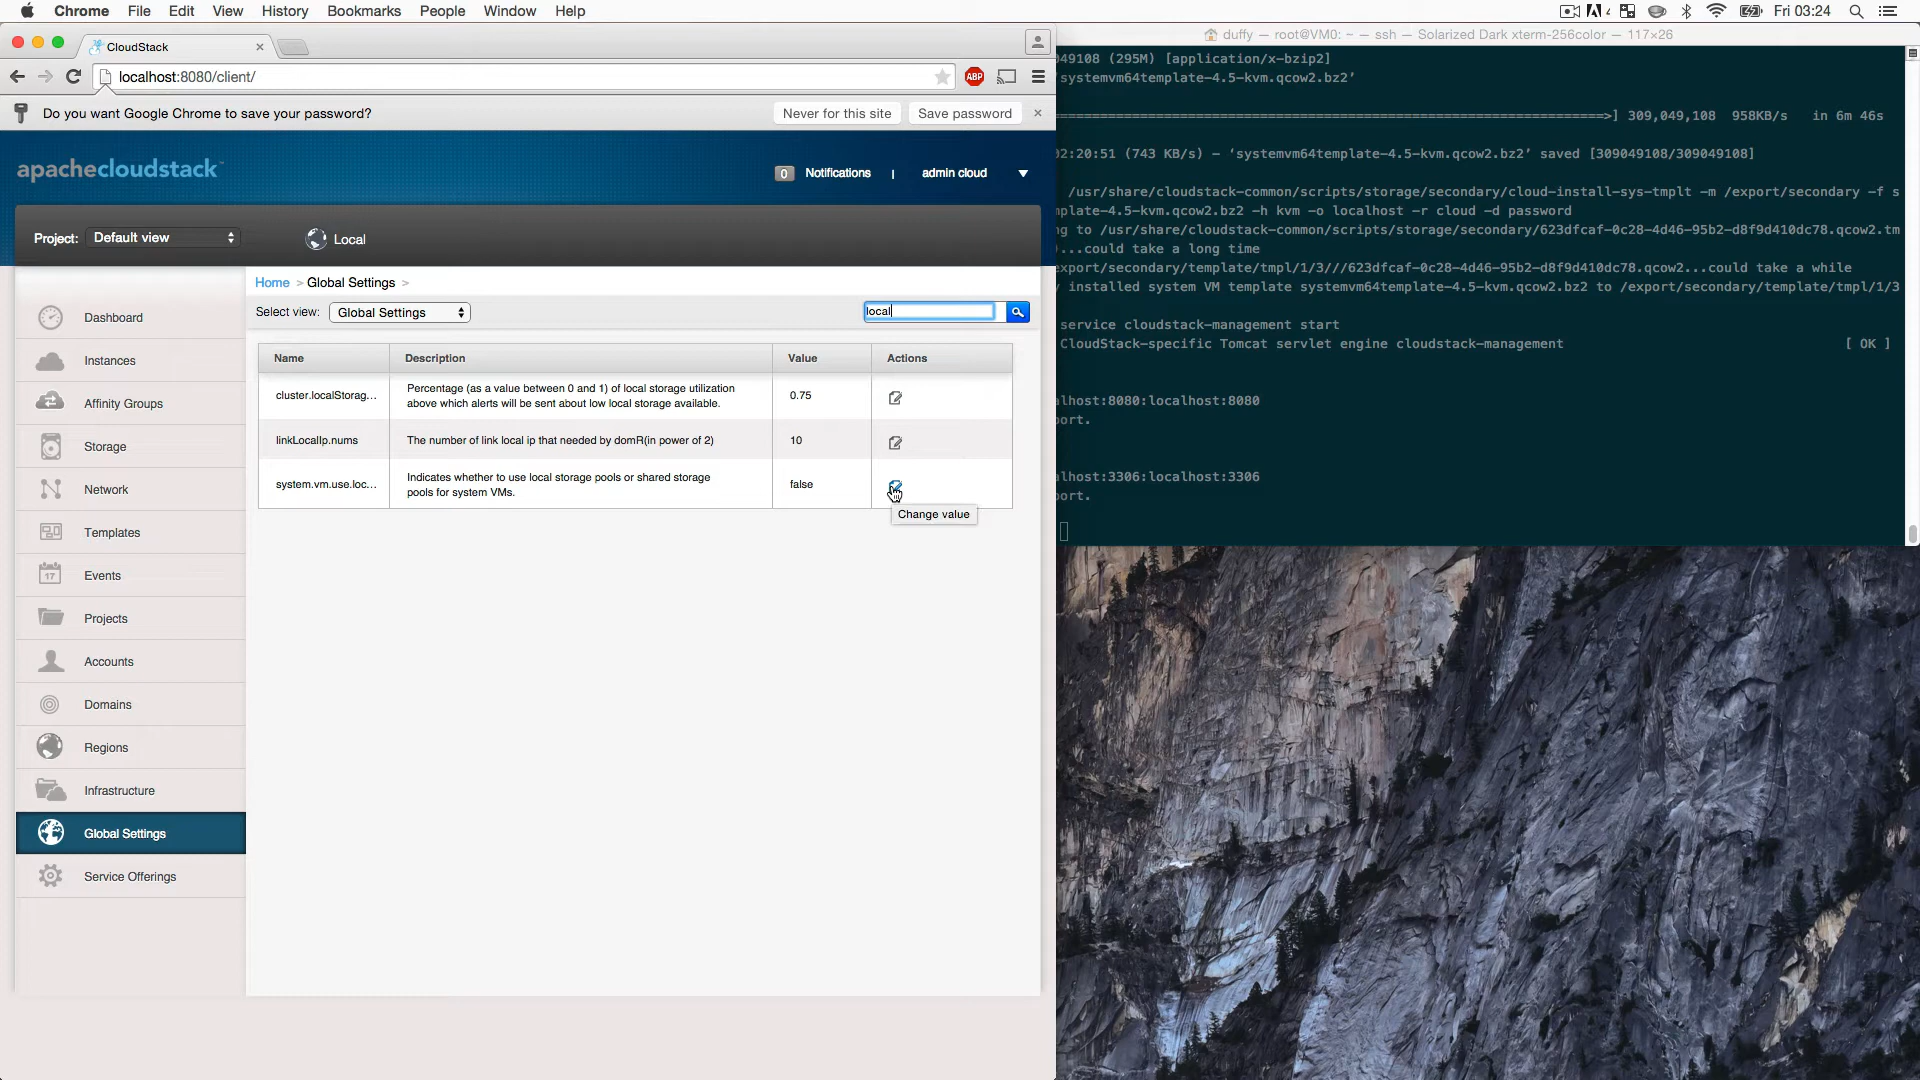 Chrome File Edit View History Bookmarks People Window Help
4 Fri 03:24
CloudStack
localhost:8080/client/
ABP
Do you want Google Chrome to save your password?
Never for this site
Save password
apachecloudstack
0 Notifications | admin cloud
Project: Default view
Local
Home > Global Settings >
Select view: Global Settings
local
Name Description Value Actions
cluster.localStorag...
Percentage (as a value between 0 and 1) of local storage utilization
above which alerts will be sent about low local storage available.
0.75
linkLocalIp.nums
The number of link local ip that needed by domR(in power of 2)
10
system.vm.use.loc...
Indicates whether to use local storage pools or shared storage
pools for system VMs.
false
Change value
Dashboard
Instances
Affinity Groups
Storage
Network
Templates
17
Events
Projects
Accounts
Domains
Regions
Infrastructure
Global Settings
Service Offerings
duffy — root@VM0: ~ — ssh — Solarized Dark xterm-256color — 117×26
49108 (295M) [application/x-bzip2]
systemvm64template-4.5-kvm.qcow2.bz2’
=====>] 309,049,108 958KB/s in 6m 46s
2:20:51 (743 KB/s) - ‘systemvm64template-4.5-kvm.qcow2.bz2’ saved [309049108/309049108]
/usr/share/cloudstack-common/scripts/storage/secondary/cloud-install-sys-tmplt -m /export/secondary -f s
plate-4.5-kvm.qcow2.bz2 -h kvm -o localhost -r cloud -d password
g to /usr/share/cloudstack-common/scripts/storage/secondary/623dfcaf-0c28-4d46-95b2-d8f9d410dc78.qcow2.tm
)...could take a long time
xport/secondary/template/tmpl/1/3///623dfcaf-0c28-4d46-95b2-d8f9d410dc78.qcow2...could take a while
installed system VM template systemvm64template-4.5-kvm.qcow2.bz2 to /export/secondary/template/tmpl/1/3
service cloudstack-management start
CloudStack-specific Tomcat servlet engine cloudstack-management [ OK ]
lhost:8080:localhost:8080
ort.
lhost:3306:localhost:3306
ort.